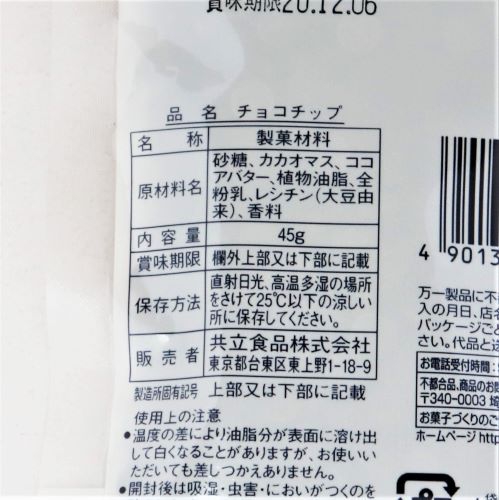 賞味期限20.12.06
品 名 チョコチップ
名 称 製菓材料
原材料名 砂糖、カカオマス、ココ
アバター、植物油脂、全
粉乳、レシチン(大豆由
来)、香料
内容量 45g
賞味期限 欄外上部又は下部に記載
保存方法 直射日光、高温多湿の場所
をさけて25℃以下の涼しい
所に保存してください。
販売者 共立食品株式会社
東京都台東区東上野1-18-9
製造所固有記号 上部又は下部に記載
使用上の注意
●温度の差により油脂分が表面に溶け出
して白くなることがありますが、お使いい
ただいても差しつかえありません。
●開封後は吸湿・虫害・においがつくのを
4 9013
万一製品に不
入の月日、店名
パッケージごと
さい。代品と送
お電話受付時間:
不都合品、商品のお問
〒340-0003 埼
お菓子づくりのご
ホームページ http